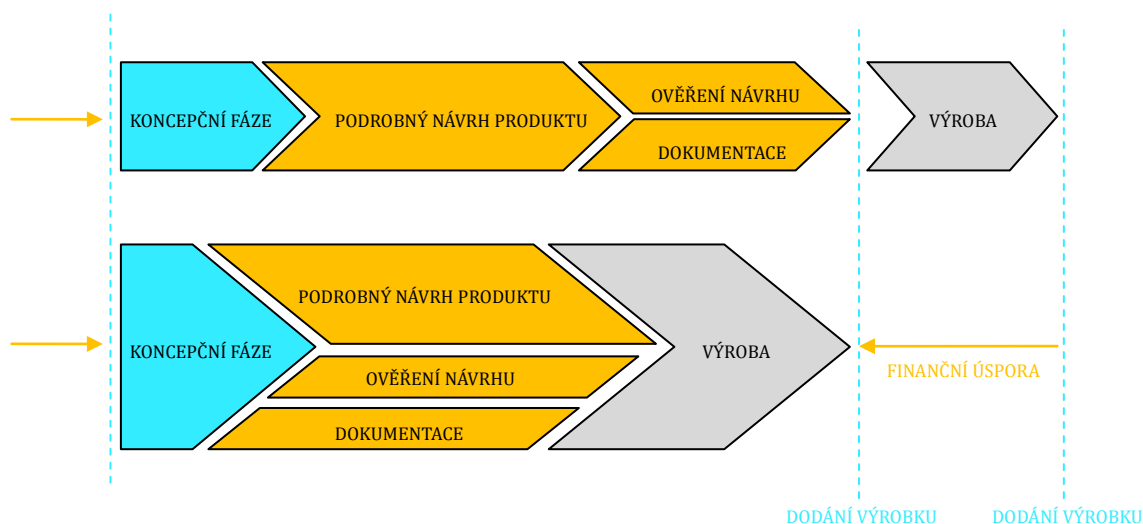 KONCEPČNÍ FÁZE
PODROBNÝ NÁVRH PRODUKTU
OVĚŘENÍ NÁVRHU
DOKUMENTACE
VÝROBA
KONCEPČNÍ FÁZE
PODROBNÝ NÁVRH PRODUKTU
OVĚŘENÍ NÁVRHU
DOKUMENTACE
VÝROBA
FINANČNÍ ÚSPORA
DODÁNÍ VÝROBKU
DODÁNÍ VÝROBKU